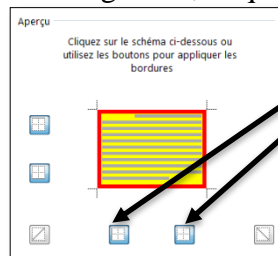 Aperçu
Cliquez sur le schéma ci-dessous ou
utilisez les boutons pour appliquer les
bordures